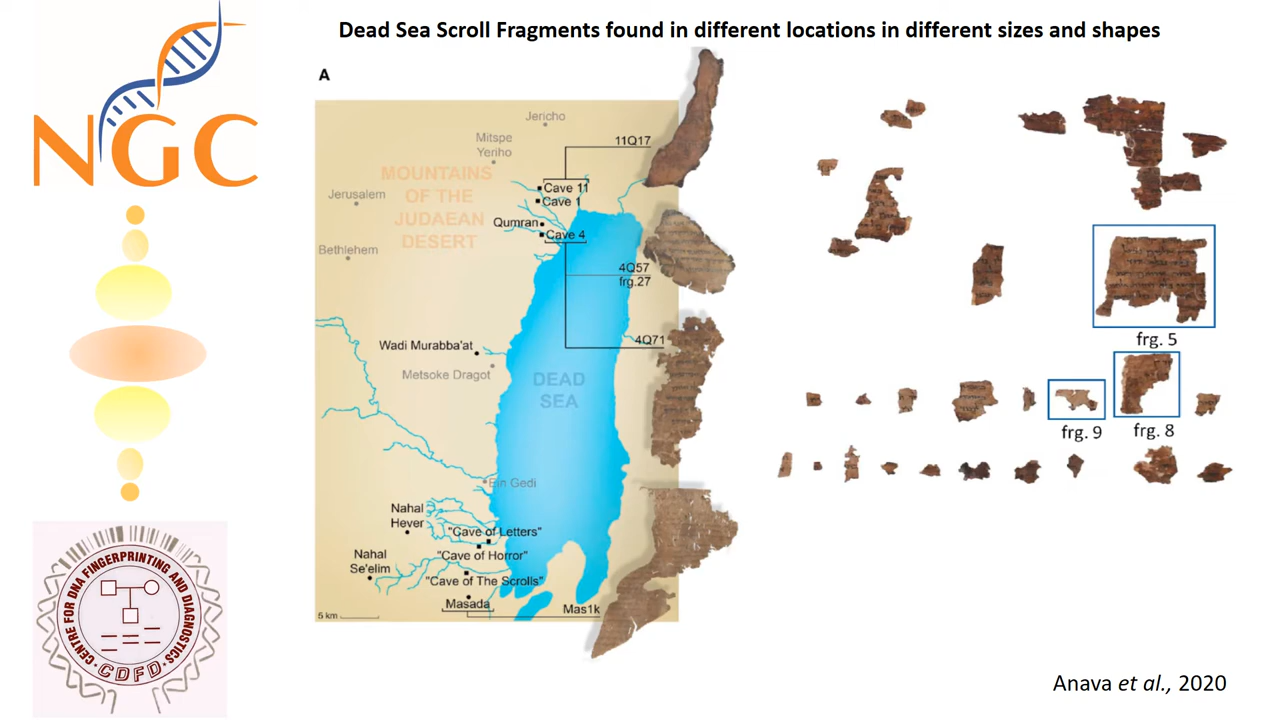 Dead Sea Scroll Fragments found in different locations in different sizes and shapes
NGC
A
Jericho
Mitspe
Yeriho
11Q17
MOUNTAINS
OF THE
JUDAEAN
DESERT
Jerusalem
Cave 11
Cave 1
Qumran
Cave 4
Bethlehem
4Q57
frg.27
4Q71
Wadi Murabba'at
Metsoke Dragot
DEAD
SEA
Ein Gedi
Nahal
Hever
"Cave of Letters"
"Cave of Horror"
Nahal
Se'elim
"Cave of The Scrolls"
Masada
Mas1k
5 km
frg. 5
frg. 9
frg. 8
CENTRE FOR DNA FINGERPRINTING AND DIAGNOSTICS
CDFD
Anava et al., 2020